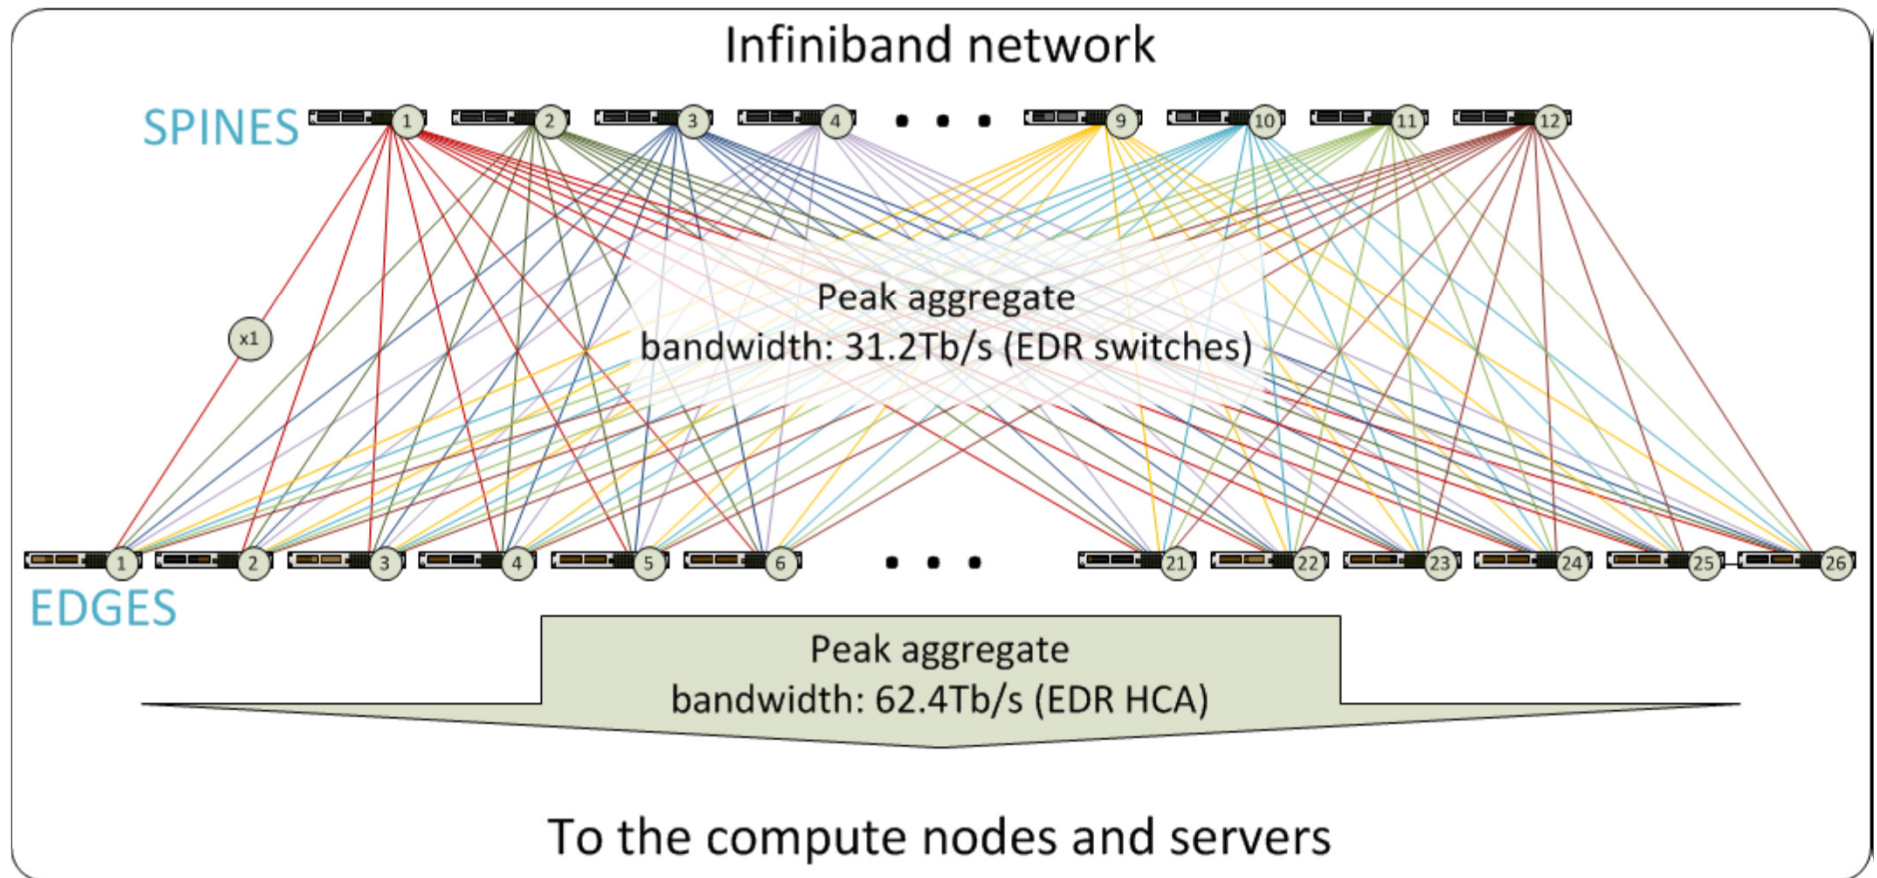 Infiniband network
SPINES
1 2 3 4 • • • 9 10 11 12
Peak aggregate
bandwidth: 31.2Tb/s (EDR switches)
x1
1 2 3 4 5 6 • • • 21 22 23 24 25 26
EDGES
Peak aggregate
bandwidth: 62.4Tb/s (EDR HCA)
To the compute nodes and servers